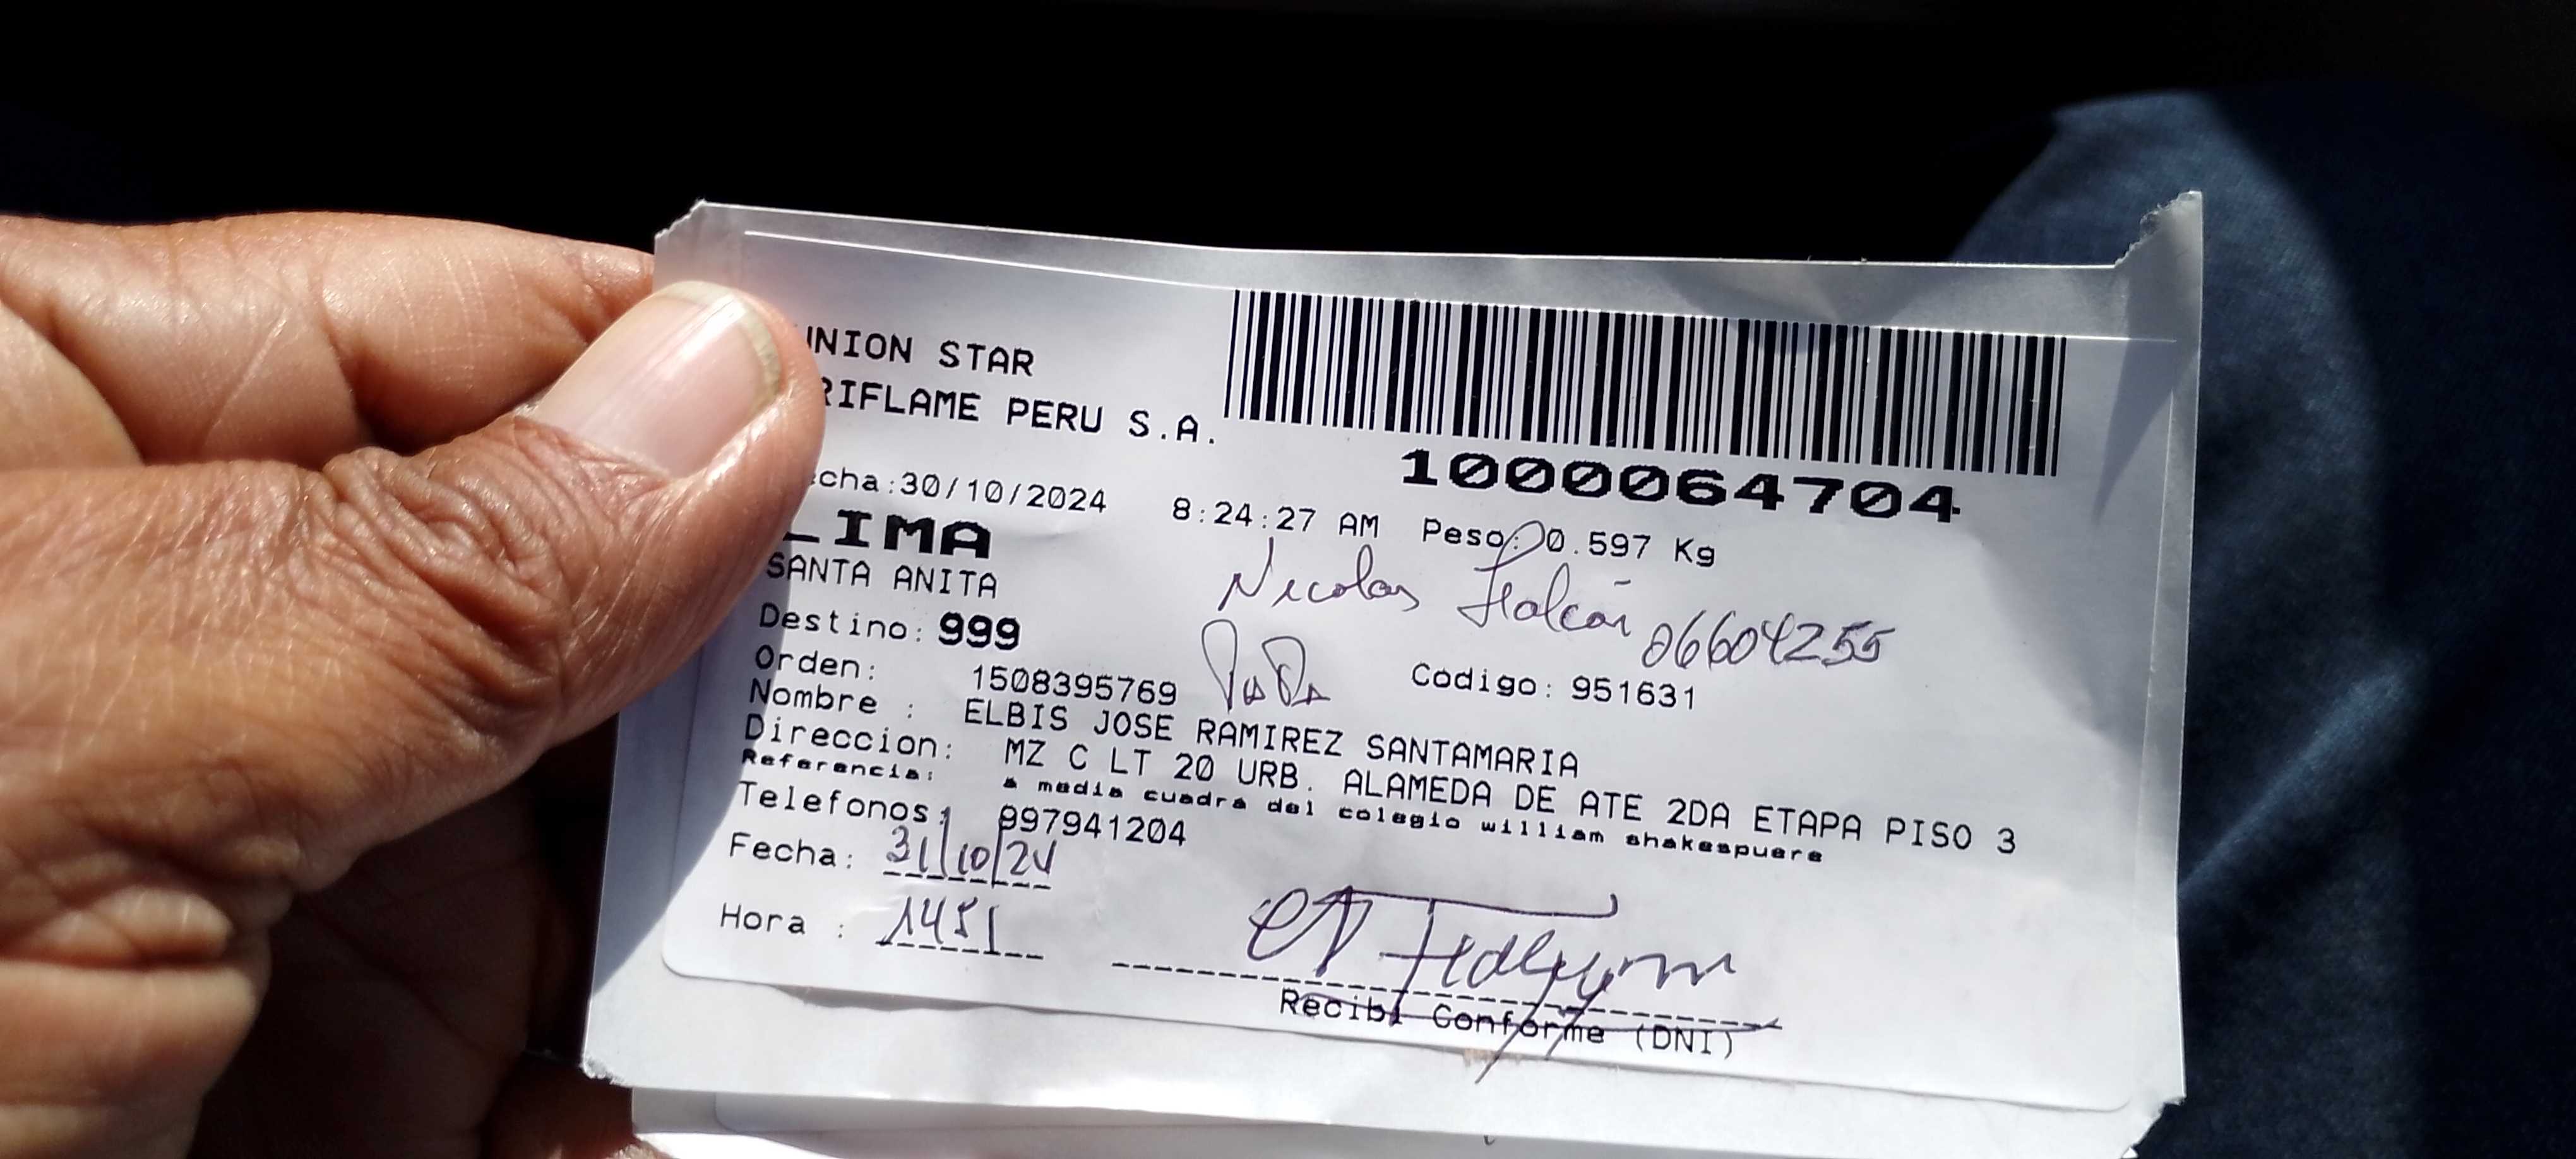 UNION STAR
ORIFLAME PERU S.A.
1000064704
Fecha:30/10/2024 8:24:27 AM Peso: 0.597 Kg
LIMA
SANTA ANITA
Nicolas 06604255
Destino: 999
Orden: 1508395769 Codigo: 951631
Nombre : ELBIS JOSE RAMIREZ SANTAMARIA
Direccion: MZ C LT 20 URB. ALAMEDA DE ATE 2DA ETAPA PISO 3
Referencia: a media cuadra del colegio william shakespuere
Telefonos: 997941204
Fecha: 31/10/24
Hora : 1451
Recibi Conforme (DNI)